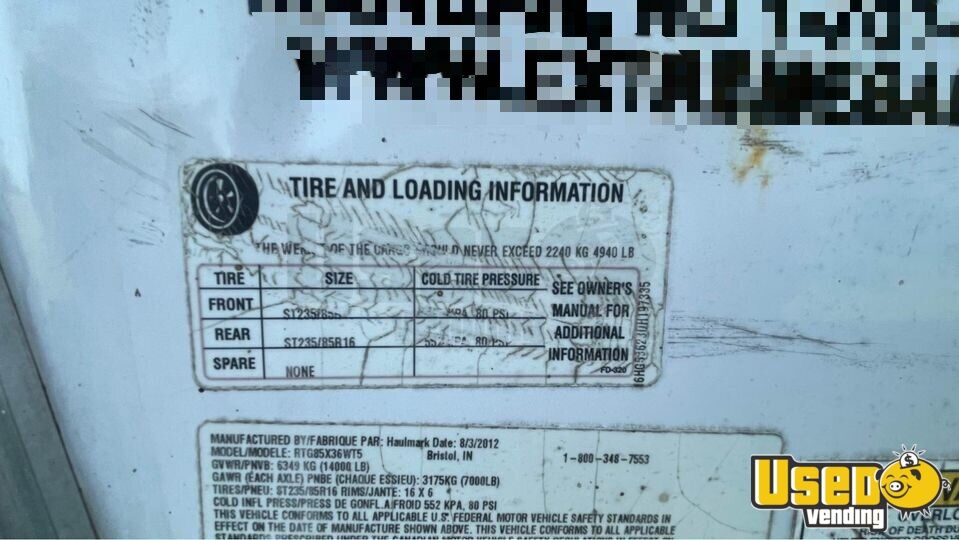 TIRE AND LOADING INFORMATION
THE OF THE CARGO SHOULD NEVER EXCEED 2240 KG 4940 LB
TIRE SIZE COLD TIRE PRESSURE
FRONT 80 PSI
REAR ST235/85R16 80 PSI
SPARE NONE
SEE OWNER'S
MANUAL FOR
ADDITIONAL
INFORMATION
FD-320
MANUFACTURED BY/FABRIQUE PAR: Haulmark Date: 8/3/2012
MODEL/MODELE: RTG85X36WT5 Bristol, IN 1-800-348-7553
GVWR/PNVB: 6349 KG (14000 LB)
GAWR (EACH AXLE) PNBE (CHAQUE ESSIEU): 3175KG (7000LB)
TIRES/PNEU: ST235/85R16 RIMS/JANTE: 16 X 6
COLD INFL PRESS/PRESS DE GONFL A FROID 552 KPA, 80 PSI
THIS VEHICLE CONFORMS TO ALL APPLICABLE U.S. FEDERAL MOTOR VEHICLE SAFETY STANDARDS IN
EFFECT ON THE DATE OF MANUFACTURE SHOWN ABOVE. THIS VEHICLE CONFORMS TO ALL APPLICABLE
Used
vending